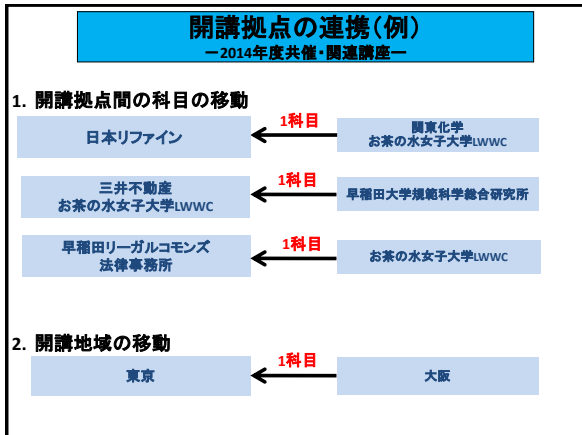 開講拠点の連携(例)
－2014年度共催・関連講座－
1. 開講拠点間の科目の移動
日本リファイン
1科目
関東化学
お茶の水女子大学LWWC
三井不動産
お茶の水女子大学LWWC
1科目
早稲田大学規範科学総合研究所
早稲田リーガルコモンズ
法律事務所
1科目
お茶の水女子大学LWWC
2. 開講地域の移動
東京
1科目
大阪